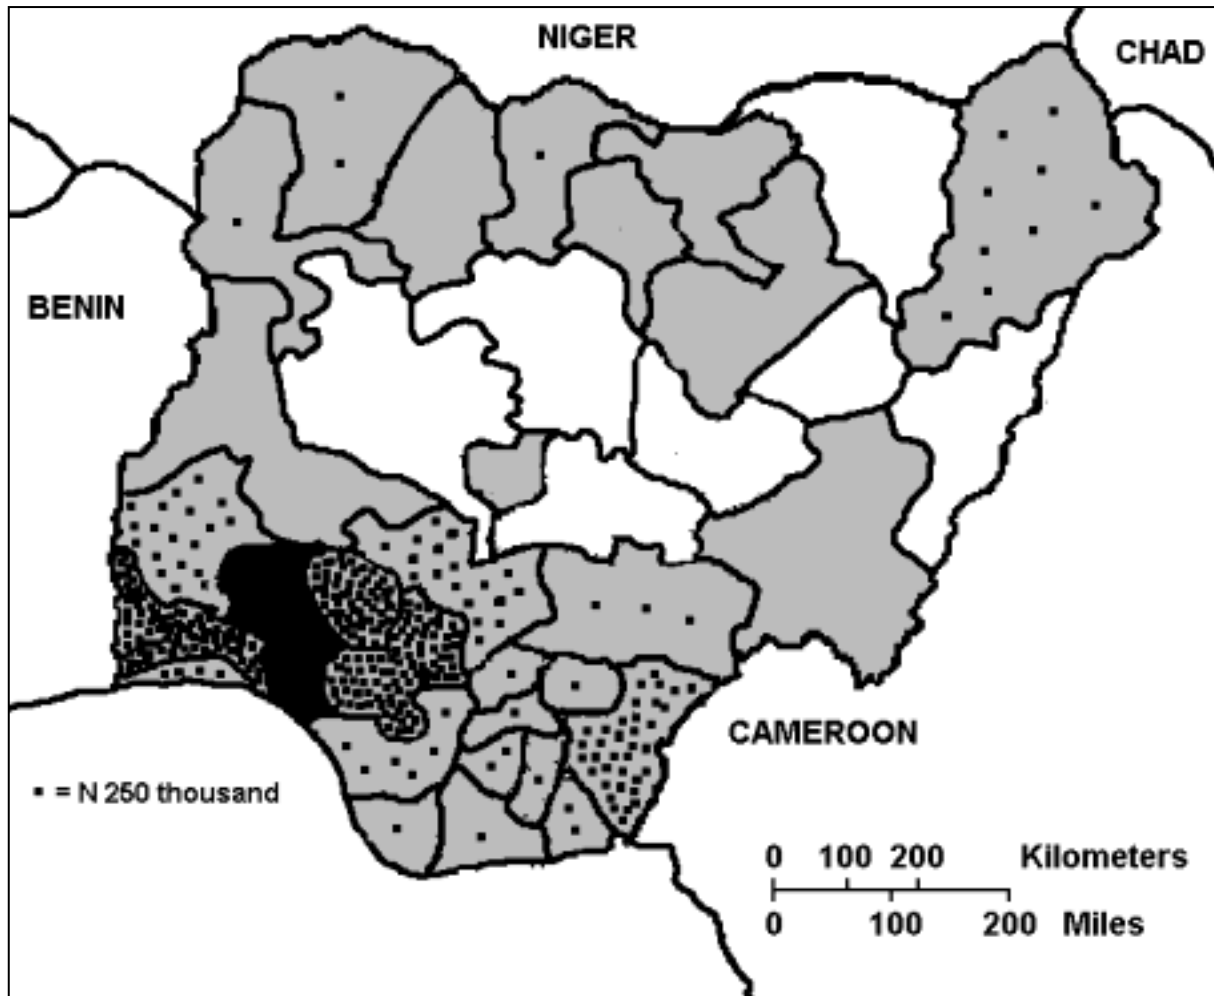 NIGER
CHAD
BENIN
CAMEROON
= N 250 thousand
0 100 200 Kilometers
0 100 200 Miles